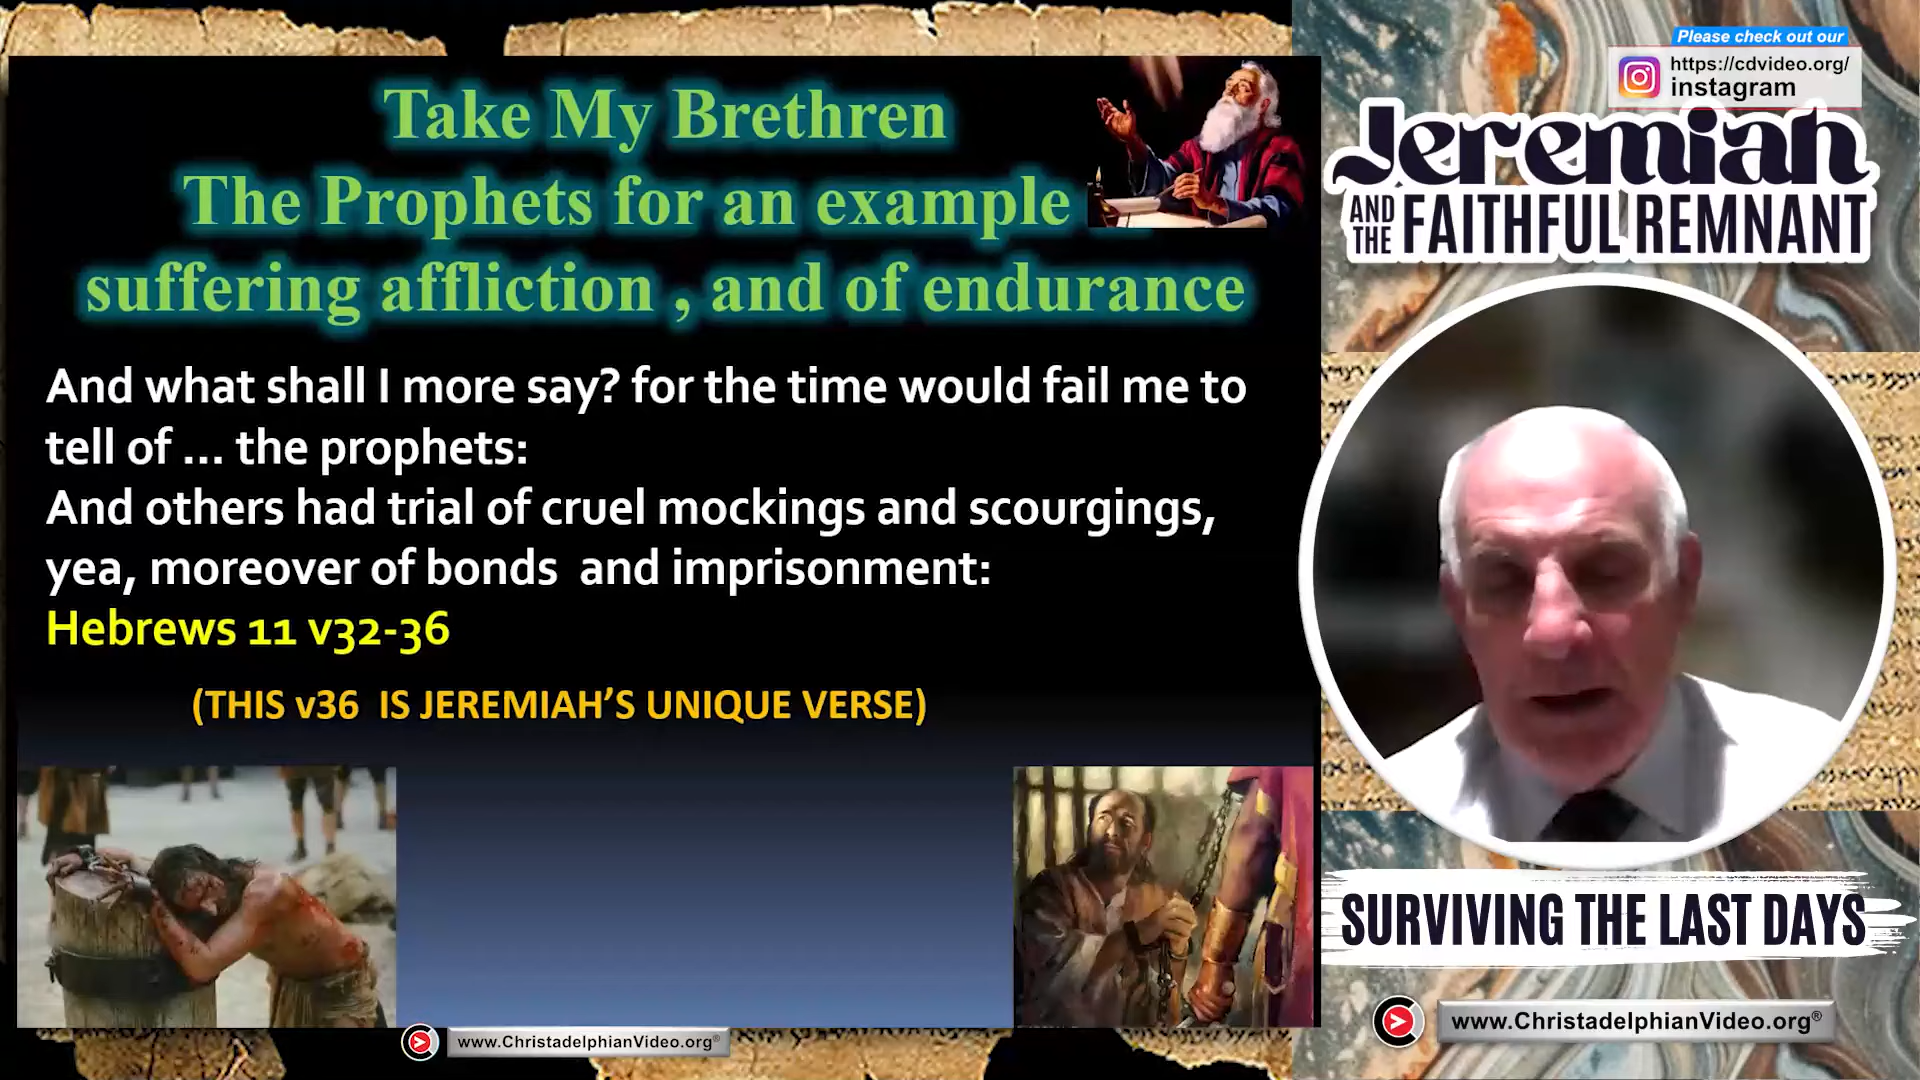 Take My Brethren
The Prophets for an example
suffering affliction , and of endurance
And what shall I more say? for the time would fail me to
tell of ... the prophets:
And others had trial of cruel mockings and scourgings,
yea, moreover of bonds and imprisonment:
Hebrews 11 v32-36
(THIS v36 IS JEREMIAH’S UNIQUE VERSE)
www.ChristadelphianVideo.org®
Please check out our
https://cdvideo.org/
instagram
Jeremiah
AND THE FAITHFUL REMNANT
SURVIVING THE LAST DAYS
www.ChristadelphianVideo.org®